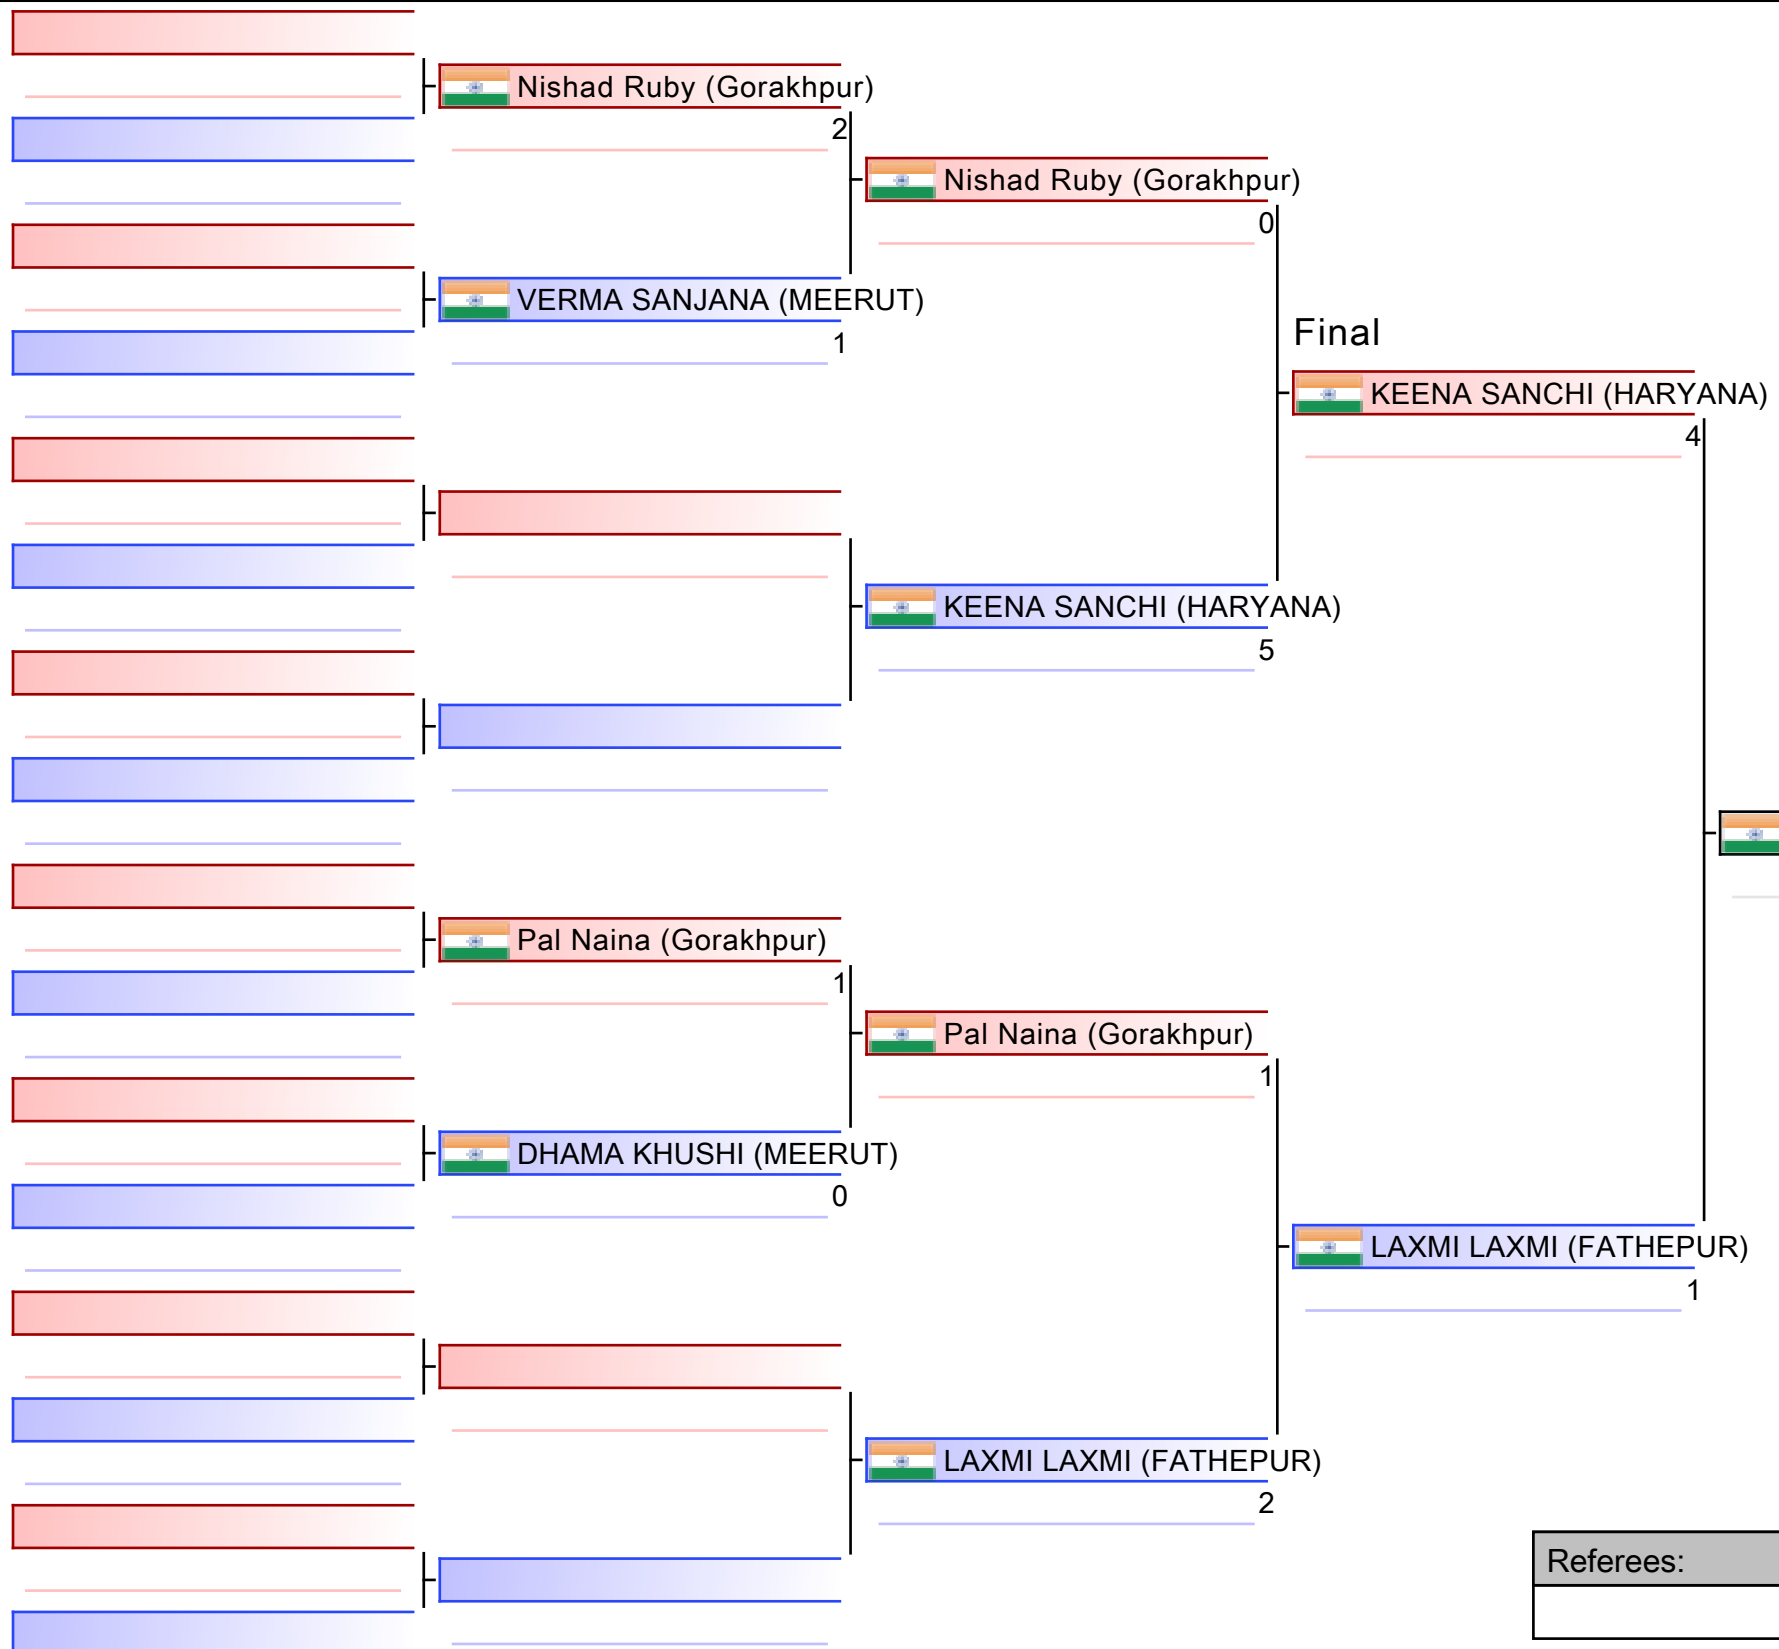 Nishad Ruby (Gorakhpur)
2
Nishad Ruby (Gorakhpur)
0
VERMA SANJANA (MEERUT)
1
Final
KEENA SANCHI (HARYANA)
4
KEENA SANCHI (HARYANA)
5
Pal Naina (Gorakhpur)
1
Pal Naina (Gorakhpur)
1
DHAMA KHUSHI (MEERUT)
0
LAXMI LAXMI (FATHEPUR)
1
LAXMI LAXMI (FATHEPUR)
2
Referees: